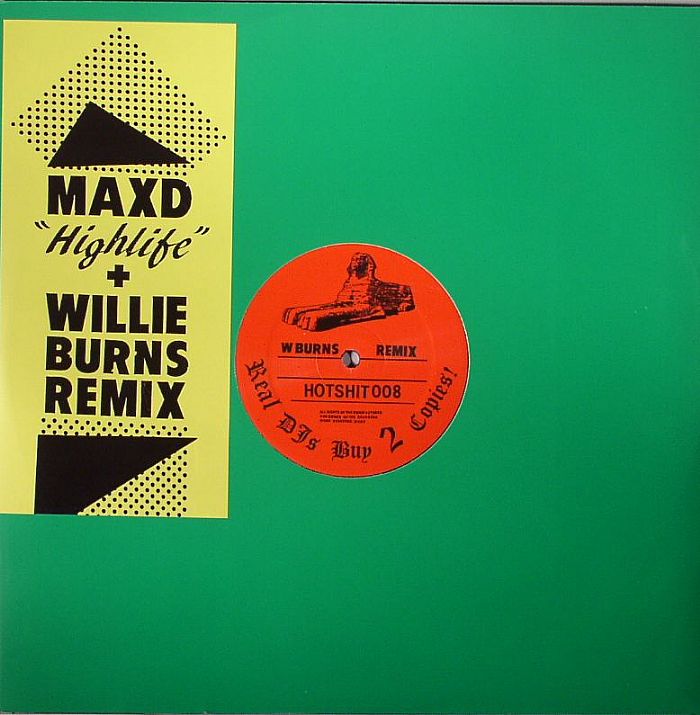 MAXD
"Highlife"
+
WILLIE
BURNS
REMIX
W BURNS REMIX
HOTSHIT 008
Real DJs Buy 2 Copies!